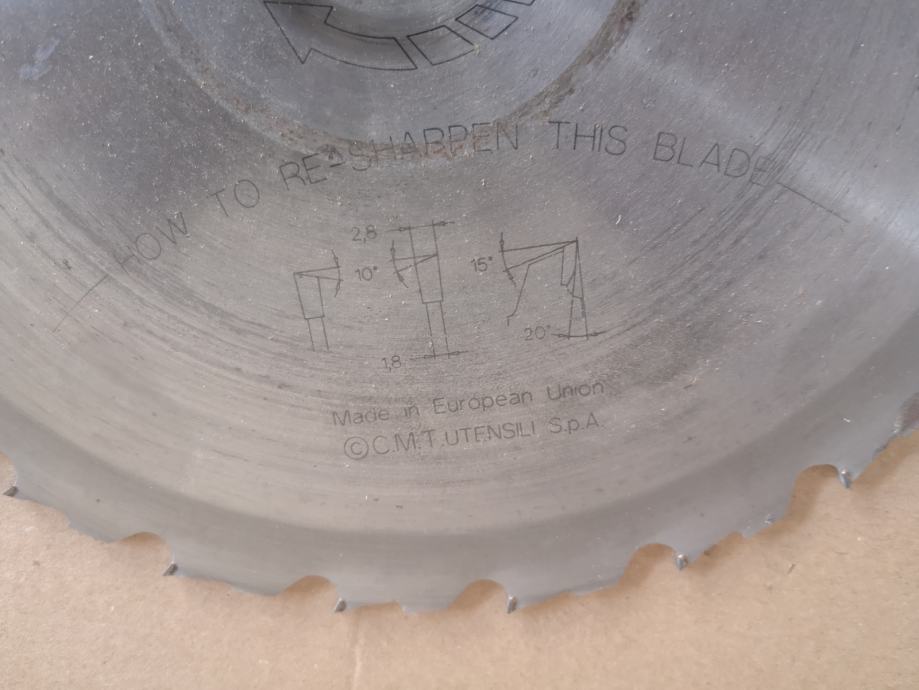 HOW TO RE-SHARPEN THIS BLADE
2,8
10°
15°
20°
1,8
Made in European Union
©C.M.T. UTENSILI S.p.A.